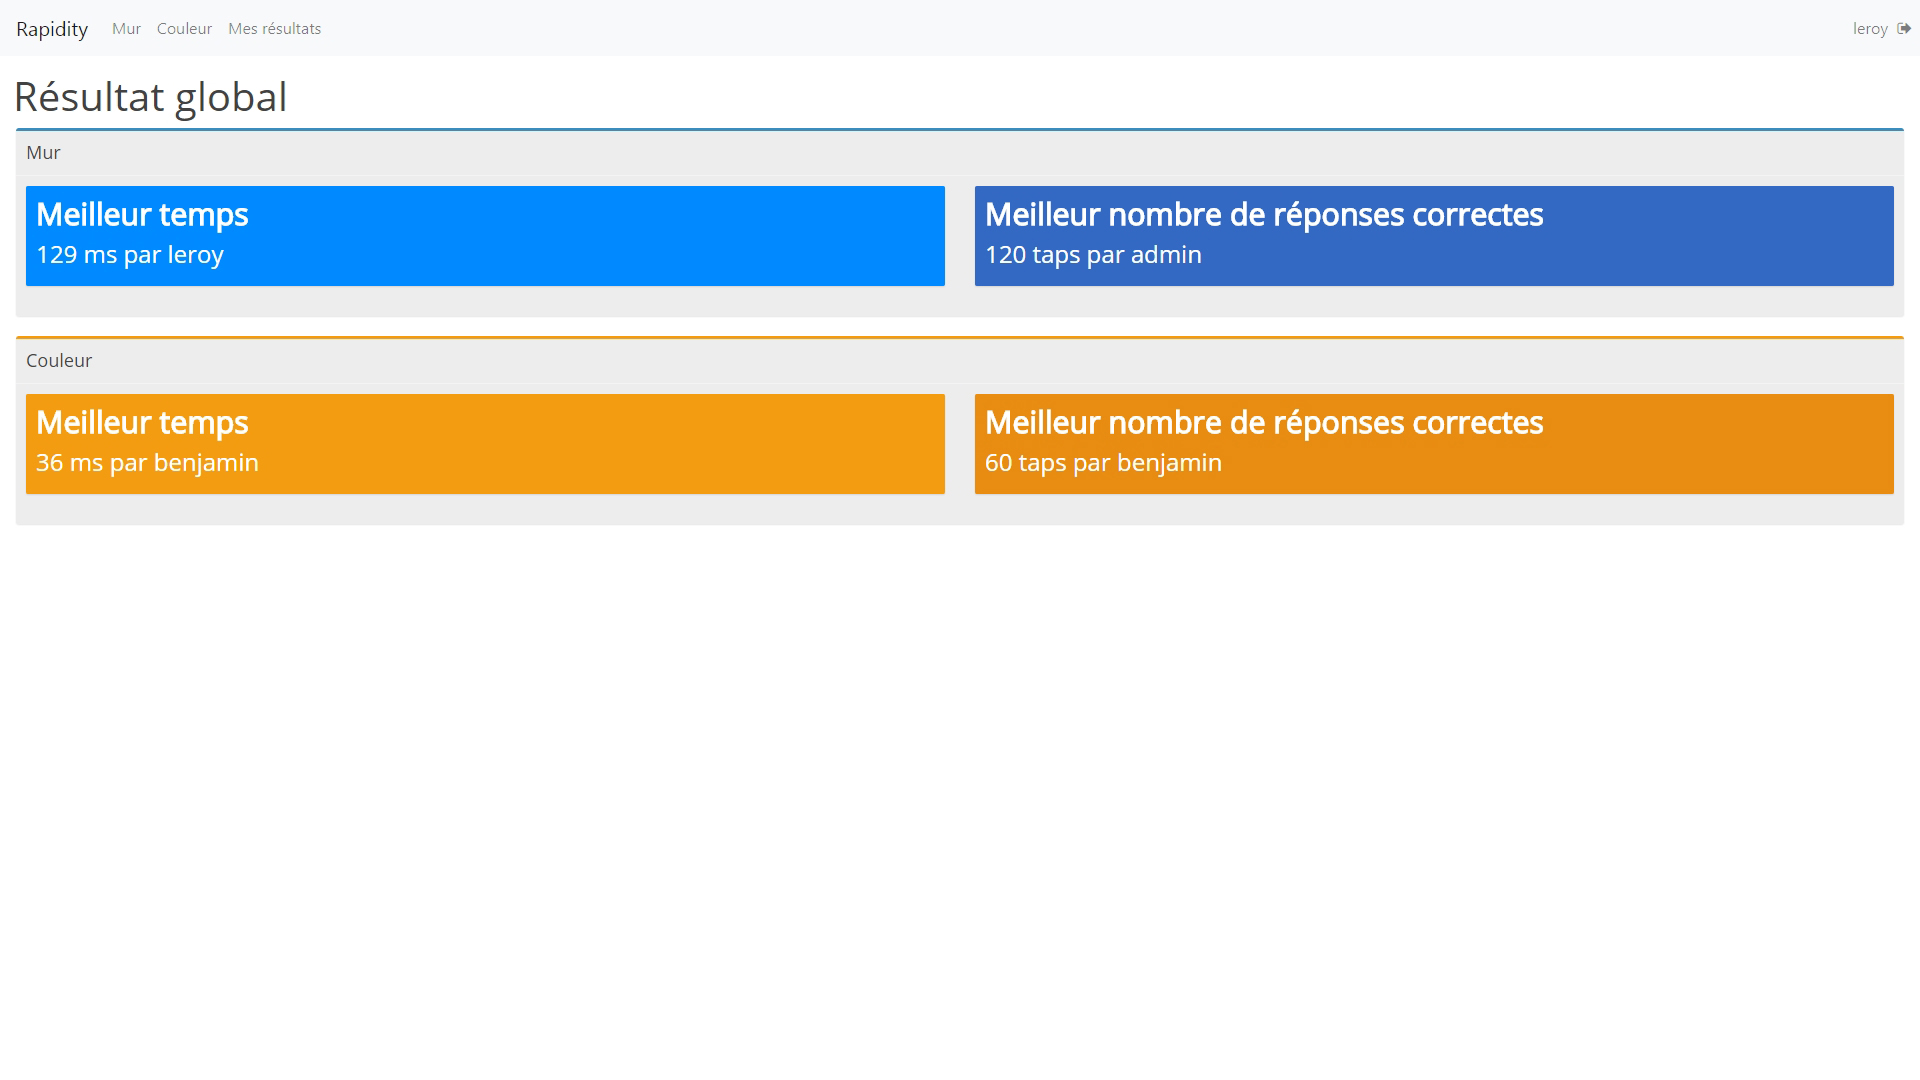 Rapidity Mur Couleur Mes résultats leroy
Résultat global
Mur
Meilleur temps
129 ms par leroy
Meilleur nombre de réponses correctes
120 taps par admin
Couleur
Meilleur temps
36 ms par benjamin
Meilleur nombre de réponses correctes
60 taps par benjamin